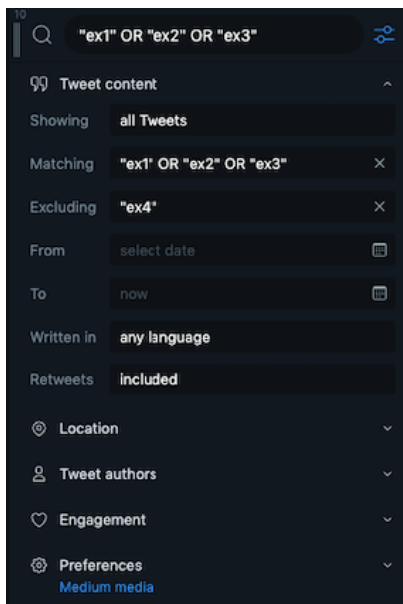 10
"ex1" OR "ex2" OR "ex3"
Tweet content
Showing all Tweets
Matching "ex1' OR "ex2" OR "ex3"
Excluding "ex4"
From select date
To now
Written in any language
Retweets included
Location
Tweet authors
Engagement
Preferences
Medium media